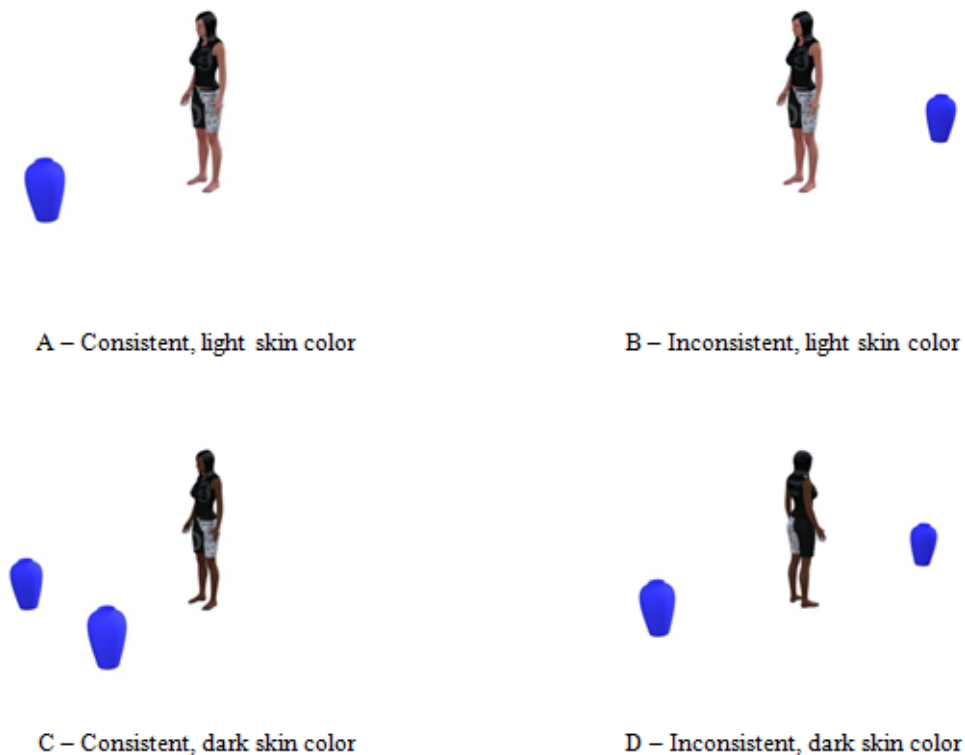 A – Consistent, light skin color
B – Inconsistent, light skin color
C – Consistent, dark skin color
D – Inconsistent, dark skin color